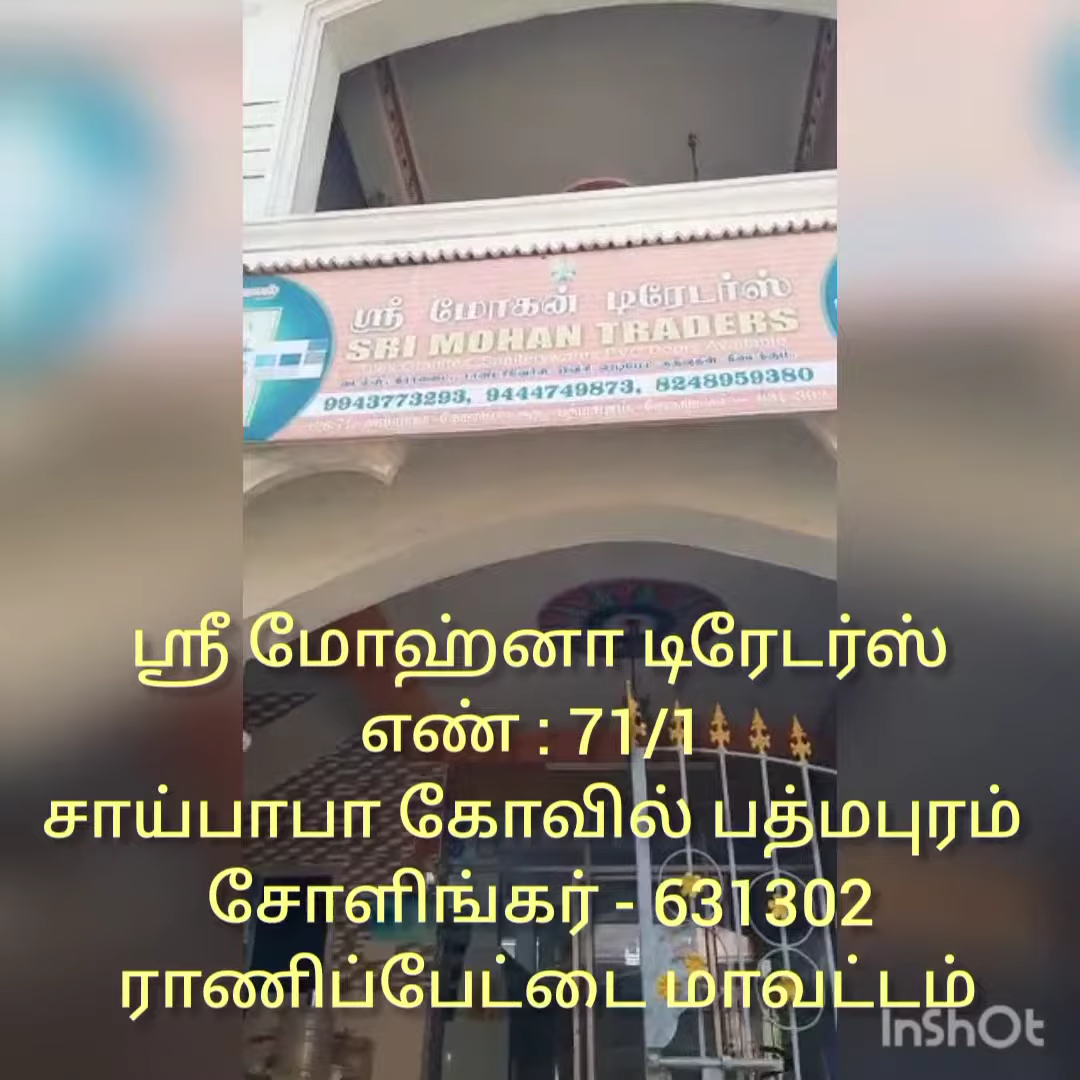 ஸ்ரீ மோகன் டிரேடர்ஸ்
SRI MOHAN TRADERS
9943773293, 9444749873, 8248959380
ஸ்ரீ மோஹ்னா டிரேடர்ஸ்
எண் : 71/1
சாய்பாபா கோவில் பத்மபுரம்
சோளிங்கர் - 631302
ராணிப்பேட்டை மாவட்டம்
InShOt